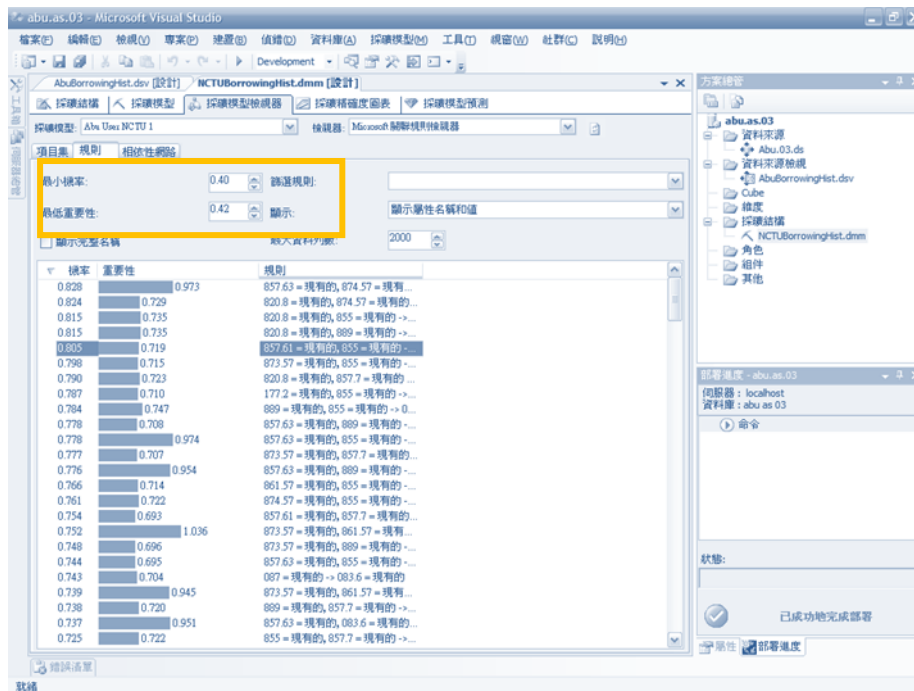 abu.as.03 - Microsoft Visual Studio
檔案(F) 編輯(E) 檢視(V) 專案(P) 建置(B) 偵錯(D) 資料庫(A) 採礦模型(M) 工具(T) 視窗(W) 社群(C) 說明(H)
Development
AbuBorrowingHist.dsv [設計] NCTUBorrowingHist.dmm [設計]
採礦結構 採礦模型 採礦模型檢視器 採礦精確度圖表 採礦模型預測
採礦模型: Abu User NCTU 1 檢視器: Microsoft 關聯規則檢視器
項目集 規則 相依性網路
最小機率: 0.40 篩選規則:
最低重要性: 0.42 顯示: 顯示屬性名稱和值
顯示完整名稱 最大資料列數: 2000
機率 重要性 規則
0.828 0.973 857.63 = 現有的, 874.57 = 現有...
0.824 0.729 820.8 = 現有的, 874.57 = 現有的...
0.815 0.735 820.8 = 現有的, 855 = 現有的 ->...
0.815 0.735 820.8 = 現有的, 889 = 現有的 ->...
0.805 0.719 857.61 = 現有的, 855 = 現有的 -...
0.798 0.715 873.57 = 現有的, 855 = 現有的 -...
0.790 0.723 820.8 = 現有的, 857.7 = 現有的 ...
0.787 0.710 177.2 = 現有的, 855 = 現有的 ->...
0.784 0.747 889 = 現有的, 855 = 現有的 -> 0...
0.778 0.708 857.63 = 現有的, 889 = 現有的 -...
0.778 0.974 857.63 = 現有的, 855 = 現有的 -...
0.777 0.707 873.57 = 現有的, 857.7 = 現有的...
0.776 0.954 857.63 = 現有的, 889 = 現有的 -...
0.766 0.714 861.57 = 現有的, 855 = 現有的 -...
0.761 0.722 874.57 = 現有的, 855 = 現有的 -...
0.754 0.693 857.61 = 現有的, 857.7 = 現有的...
0.752 1.036 873.57 = 現有的, 861.57 = 現有...
0.748 0.696 873.57 = 現有的, 889 = 現有的 -...
0.744 0.695 857.63 = 現有的, 855 = 現有的 -...
0.743 0.704 087 = 現有的 -> 083.6 = 現有的
0.739 0.945 873.57 = 現有的, 861.57 = 現有...
0.738 0.720 889 = 現有的, 857.7 = 現有的 ->...
0.737 0.951 857.63 = 現有的, 083.6 = 現有的...
0.725 0.722 855 = 現有的, 857.7 = 現有的 ->...
錯誤清單
就緒
方案總管
abu.as.03
資料來源
Abu.03.ds
資料來源檢視
AbuBorrowingHist.dsv
Cube
維度
採礦結構
NCTUBorrowingHist.dmm
角色
組件
其他
部署進度 - abu.as.03
伺服器 : localhost
資料庫 : abu as 03
命令
狀態:
已成功地完成部署
屬性 部署進度